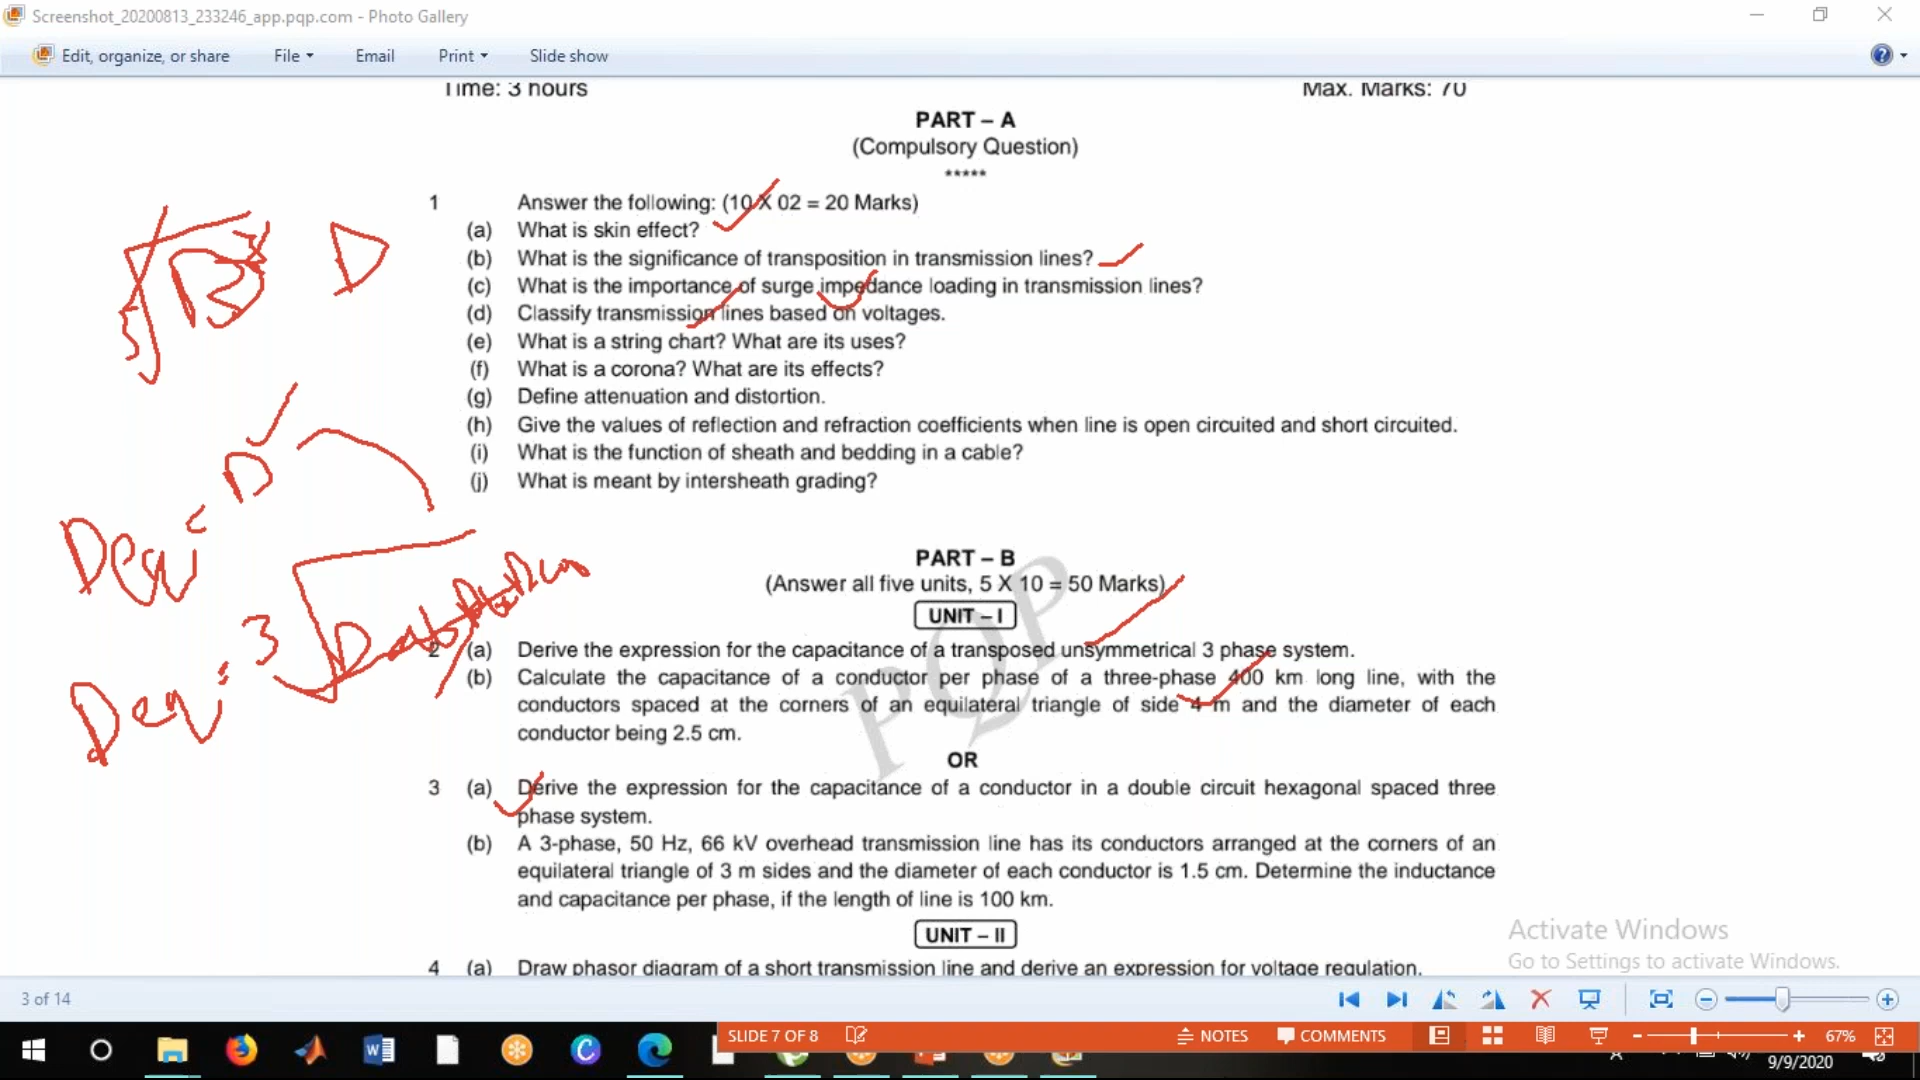 Screenshot_20200813_233246_app.pqp.com - Photo Gallery
Edit, organize, or share File Email Print Slide show
Time: 3 hours Max. Marks: 70
PART – A
(Compulsory Question)
*****
1 Answer the following: (10 X 02 = 20 Marks)
(a) What is skin effect?
(b) What is the significance of transposition in transmission lines?
(c) What is the importance of surge impedance loading in transmission lines?
(d) Classify transmission lines based on voltages.
(e) What is a string chart? What are its uses?
(f) What is a corona? What are its effects?
(g) Define attenuation and distortion.
(h) Give the values of reflection and refraction coefficients when line is open circuited and short circuited.
(i) What is the function of sheath and bedding in a cable?
(j) What is meant by intersheath grading?
D
Deq = D
Deq = 3
PART – B
(Answer all five units, 5 X 10 = 50 Marks)
UNIT – I
2 (a) Derive the expression for the capacitance of a transposed unsymmetrical 3 phase system.
(b) Calculate the capacitance of a conductor per phase of a three-phase 400 km long line, with the
conductors spaced at the corners of an equilateral triangle of side 4 m and the diameter of each
conductor being 2.5 cm.
PQP
OR
3 (a) Derive the expression for the capacitance of a conductor in a double circuit hexagonal spaced three
phase system.
(b) A 3-phase, 50 Hz, 66 kV overhead transmission line has its conductors arranged at the corners of an
equilateral triangle of 3 m sides and the diameter of each conductor is 1.5 cm. Determine the inductance
and capacitance per phase, if the length of line is 100 km.
UNIT – II
4 (a) Draw phasor diagram of a short transmission line and derive an expression for voltage regulation.
Activate Windows
Go to Settings to activate Windows.
3 of 14
SLIDE 7 OF 8 NOTES COMMENTS 67%
9/9/2020